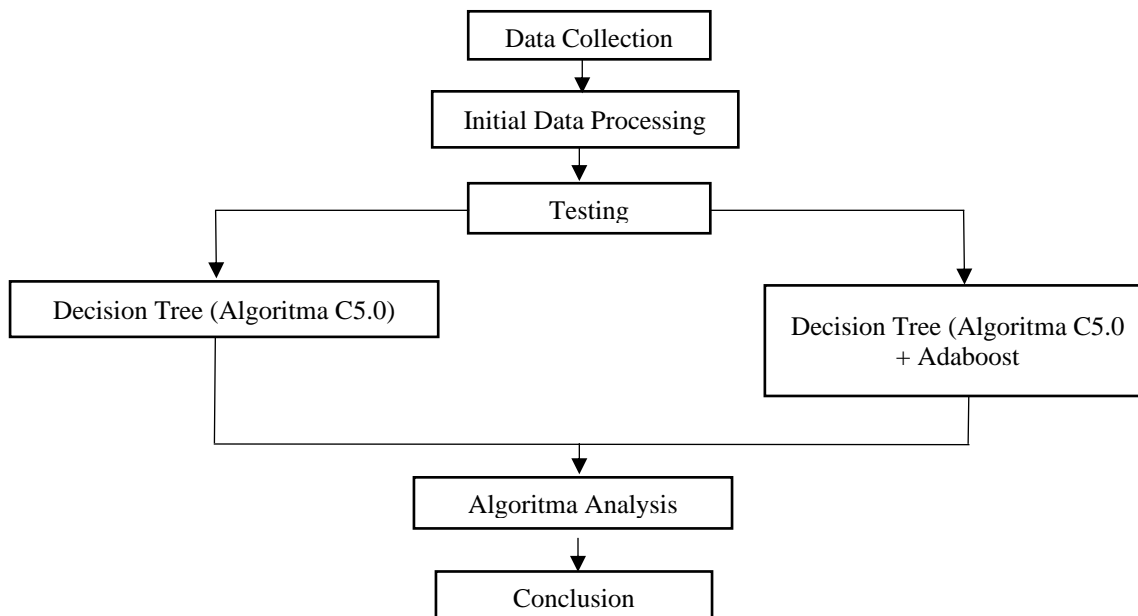 Data Collection
Initial Data Processing
Testing
Decision Tree (Algoritma C5.0)
Decision Tree (Algoritma C5.0
+ Adaboost
Algoritma Analysis
Conclusion